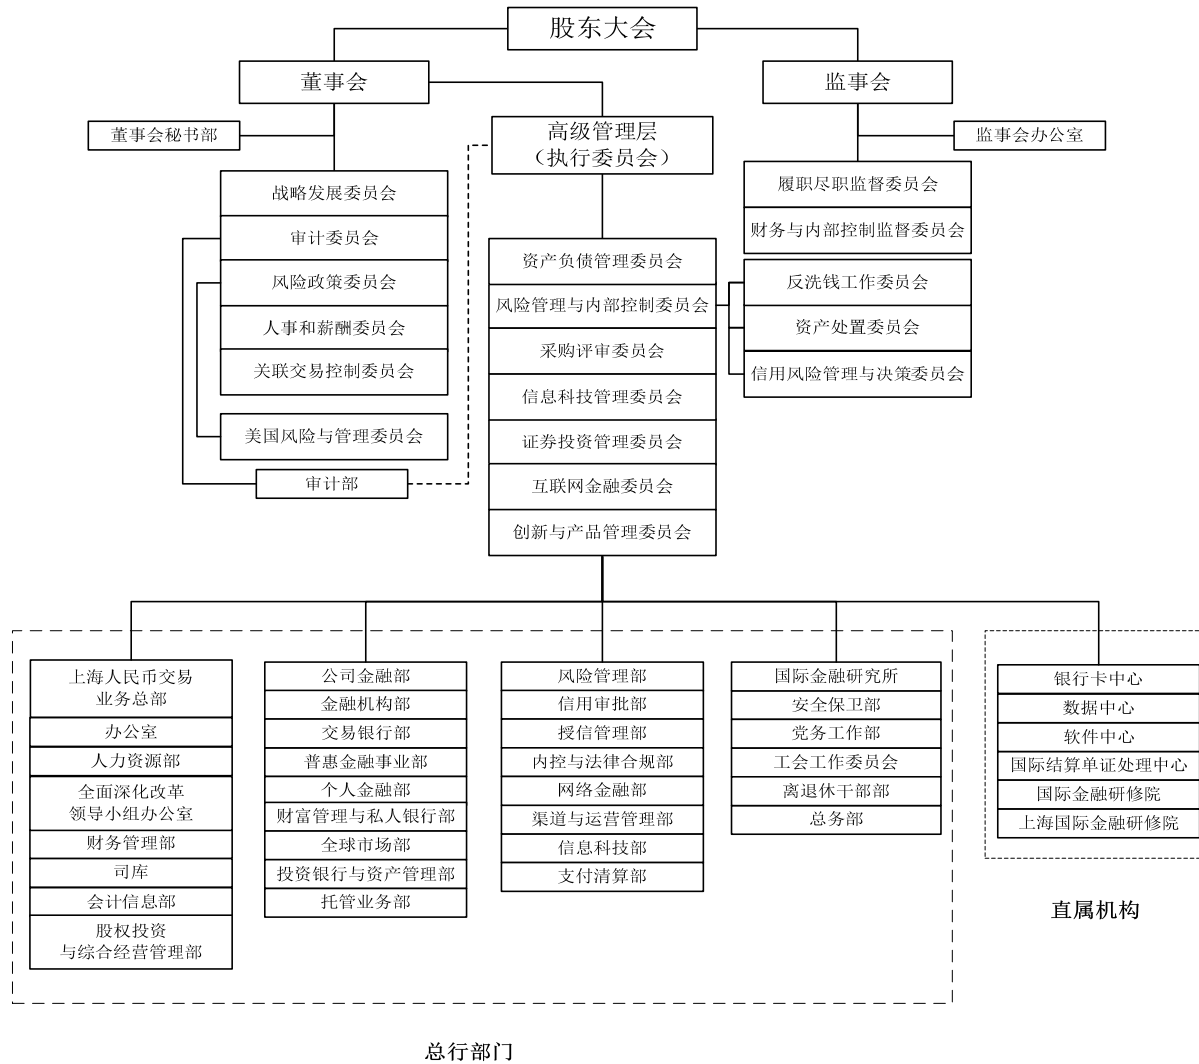 股东大会
董事会
监事会
董事会秘书部
高级管理层
（执行委员会）
监事会办公室
战略发展委员会
审计委员会
风险政策委员会
人事和薪酬委员会
关联交易控制委员会
美国风险与管理委员会
审计部
资产负债管理委员会
风险管理与内部控制委员会
采购评审委员会
信息科技管理委员会
证券投资管理委员会
互联网金融委员会
创新与产品管理委员会
履职尽职监督委员会
财务与内部控制监督委员会
反洗钱工作委员会
资产处置委员会
信用风险管理与决策委员会
上海人民币交易
业务总部
办公室
人力资源部
全面深化改革
领导小组办公室
财务管理部
司库
会计信息部
股权投资
与综合经营管理部
公司金融部
金融机构部
交易银行部
普惠金融事业部
个人金融部
财富管理与私人银行部
全球市场部
投资银行与资产管理部
托管业务部
风险管理部
信用审批部
授信管理部
内控与法律合规部
网络金融部
渠道与运营管理部
信息科技部
支付清算部
国际金融研究所
安全保卫部
党务工作部
工会工作委员会
离退休干部部
总务部
银行卡中心
数据中心
软件中心
国际结算单证处理中心
国际金融研修院
上海国际金融研修院
直属机构
总行部门